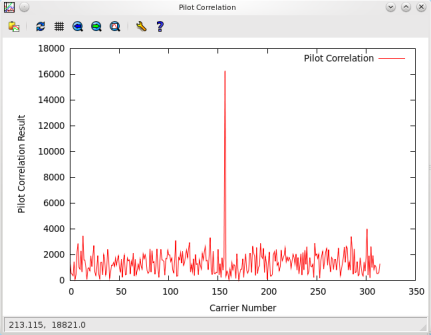 Pilot Correlation
?
18000
16000
14000
12000
10000
8000
6000
4000
2000
0
Pilot Correlation
Pilot Correlation Result
0 50 100 150 200 250 300 350
Carrier Number
213.115, 18821.0